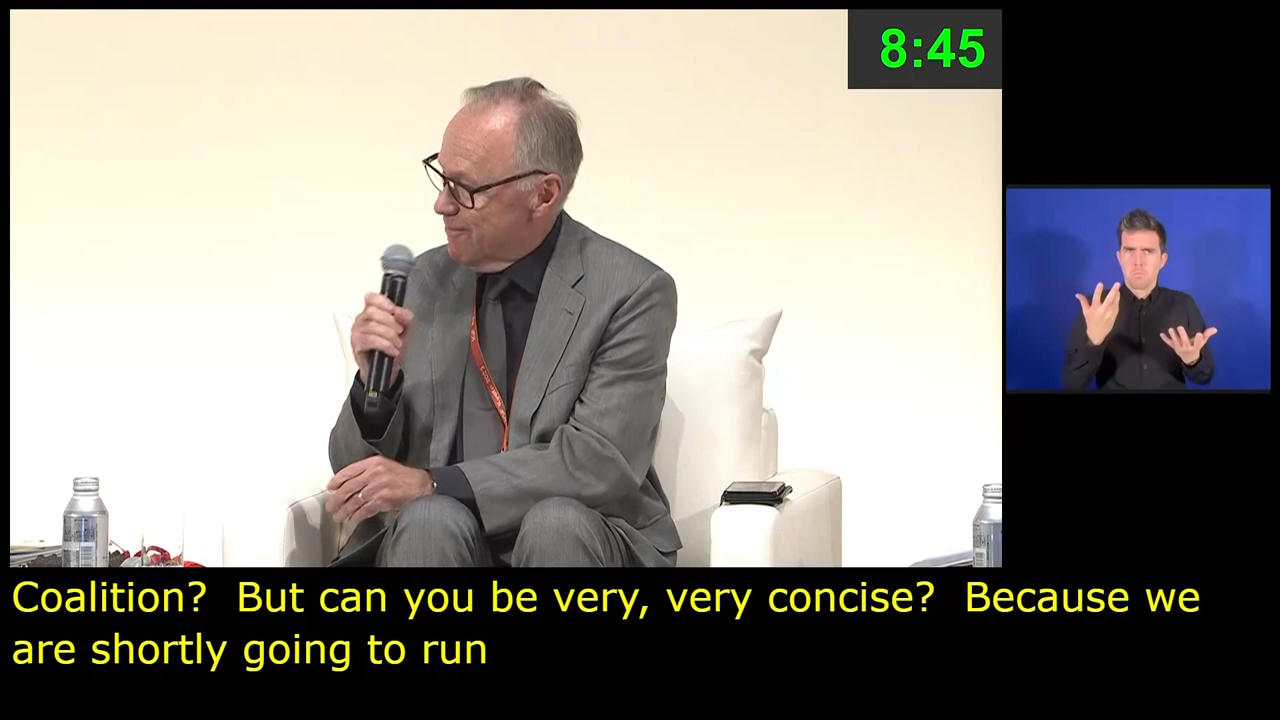 8:45
Coalition?  But can you be very, very concise?  Because we
are shortly going to run